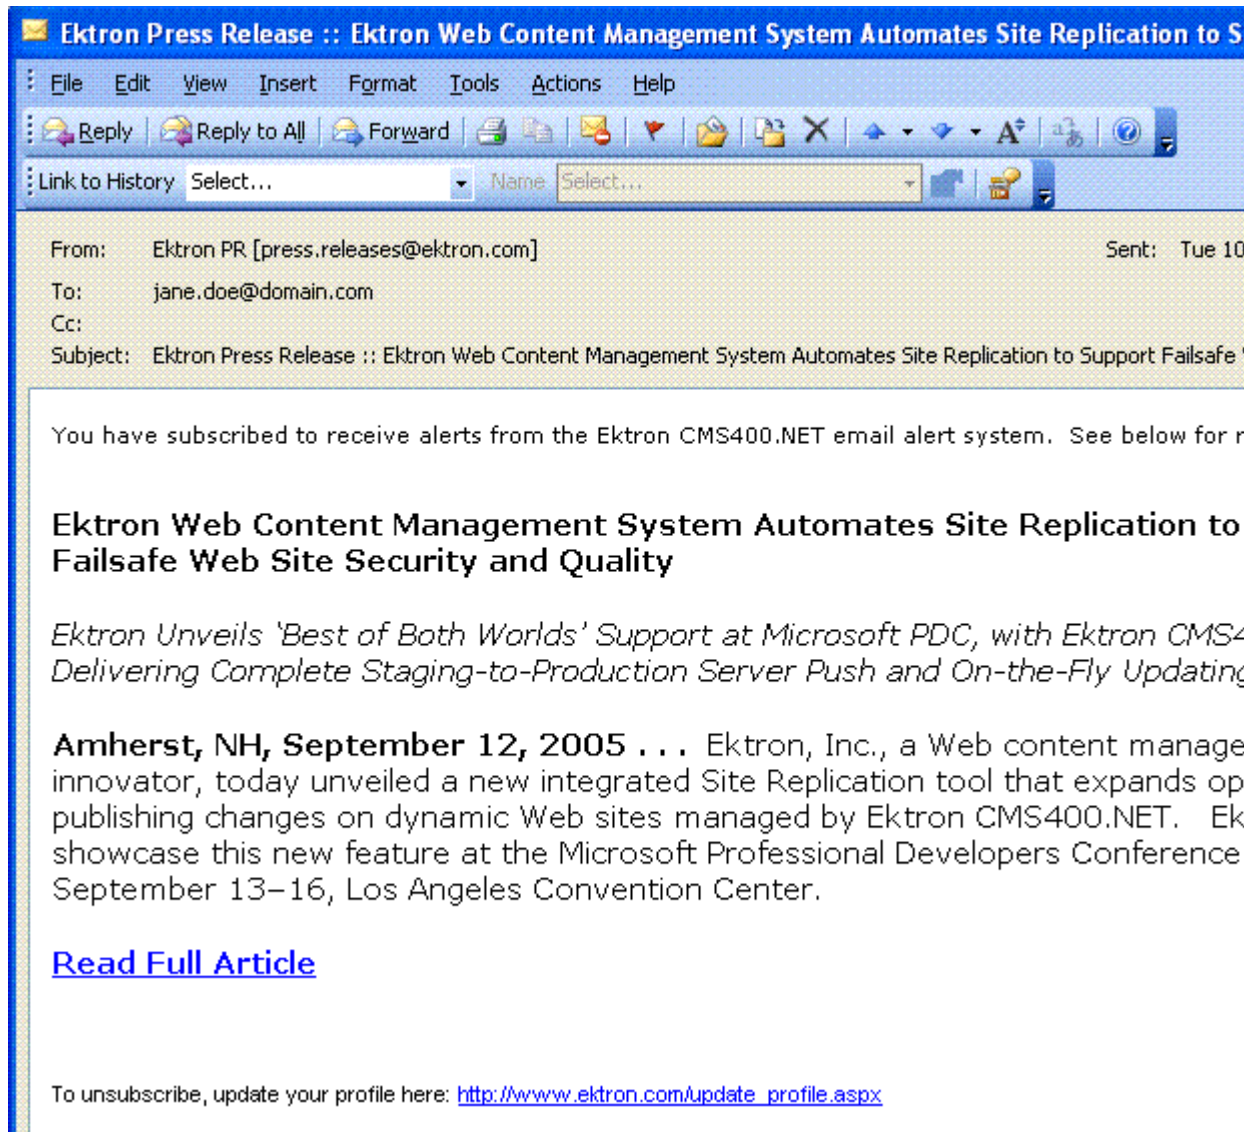 Ektron Press Release :: Ektron Web Content Management System Automates Site Replication to S
File Edit View Insert Format Tools Actions Help
Reply Reply to All Forward
Link to History Select... Name Select...
From: Ektron PR [press.releases@ektron.com] Sent: Tue 10
To: jane.doe@domain.com
Cc:
Subject: Ektron Press Release :: Ektron Web Content Management System Automates Site Replication to Support Failsafe
You have subscribed to receive alerts from the Ektron CMS400.NET email alert system. See below for r
Ektron Web Content Management System Automates Site Replication to
Failsafe Web Site Security and Quality
Ektron Unveils ‘Best of Both Worlds’ Support at Microsoft PDC, with Ektron CMS4
Delivering Complete Staging-to-Production Server Push and On-the-Fly Updating
Amherst, NH, September 12, 2005 . . . Ektron, Inc., a Web content manage
innovator, today unveiled a new integrated Site Replication tool that expands op
publishing changes on dynamic Web sites managed by Ektron CMS400.NET. Ek
showcase this new feature at the Microsoft Professional Developers Conference
September 13–16, Los Angeles Convention Center.
Read Full Article
To unsubscribe, update your profile here: http://www.ektron.com/update_profile.aspx